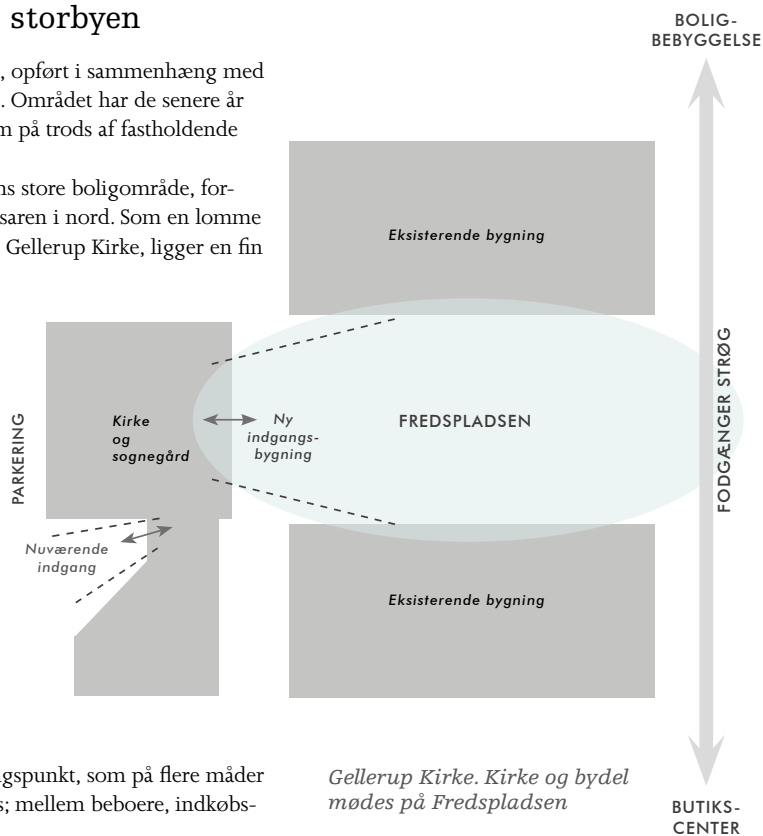 storbyen
, opført i sammenhæng med
. Området har de senere år
m på trods af fastholdende
ns store boligområde, for-
saren i nord. Som en lomme
Gellerup Kirke, ligger en fin
BOLIG-
BEBYGGELSE
Eksisterende bygning
PARKERING
Kirke
og
sognegård
Ny
indgangs-
bygning
FREDSPLADSEN
FODGÆNGER STRØG
Nuværende
indgang
Eksisterende bygning
ngspunkt, som på flere måder
s; mellem beboere, indkøbs-
Gellerup Kirke. Kirke og bydel
mødes på Fredspladsen
BUTIKS-
CENTER